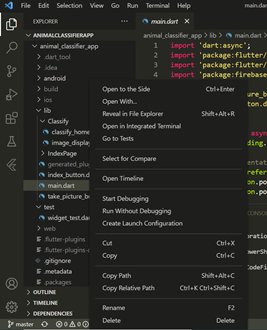 File Edit Selection View Go Run Terminal Help main.dart
EXPLORER
ANIMALCLASSIFIERAPP
animal_classifier_app
.dart_tool
.idea
android
build
ios
lib
Classify
classify_home
image_display
IndexPage
generated_plugin
index_button.d
main.dart
take_picture_bu
test
widget_test.dar
web
.flutter-plugins
.flutter-plugins-d
.gitignore
.metadata
.packages
OUTLINE
TIMELINE
DEPENDENCIES
master 0 0
main.dart
animal_classifier_app > lib > main.dart
1 import 'dart:async';
2 import 'package:flutter/
3 import 'package:flutter/
4 import 'package:firebase
Open to the Side Ctrl+Enter
Open With...
Reveal in File Explorer Shift+Alt+R
Open in Integrated Terminal
Go to Tests
Select for Compare
Open Timeline
Start Debugging
Run Without Debugging
Create Launch Configuration
Cut Ctrl+X
Copy Ctrl+C
Copy Path Shift+Alt+C
Copy Relative Path Ctrl+K Ctrl+Shift+C
Rename F2
Delete Delete